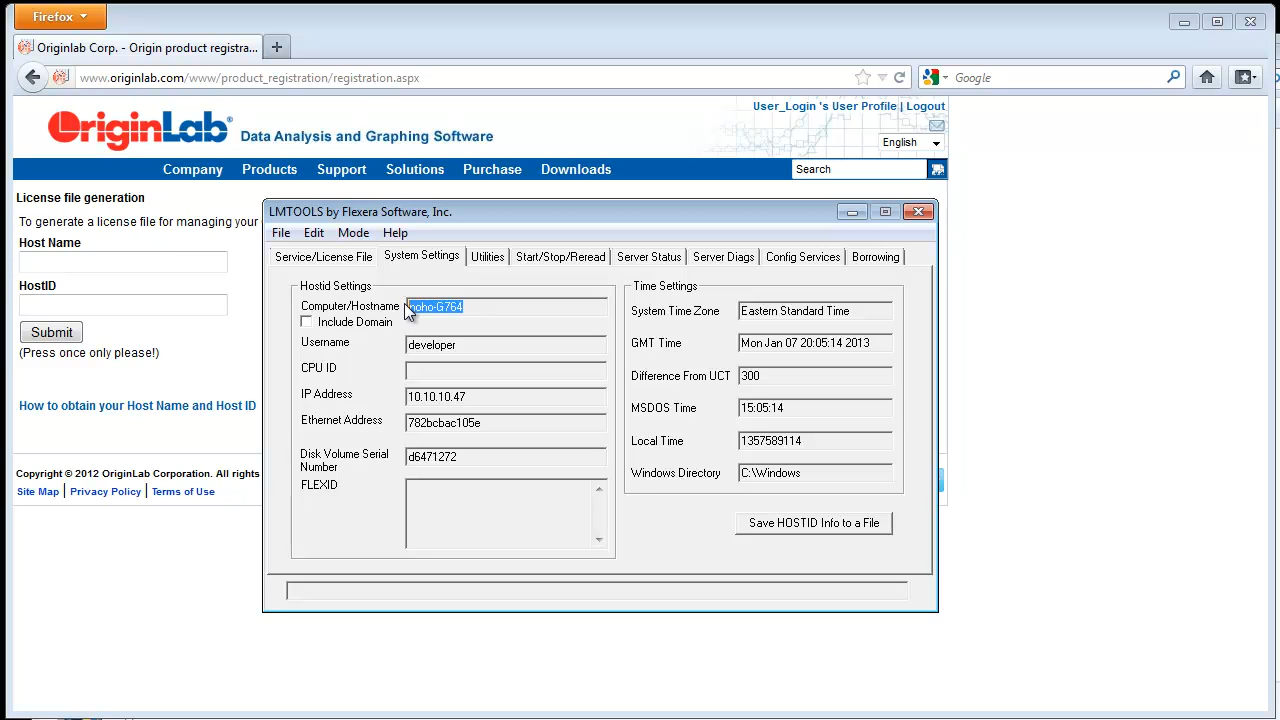 Firefox
Originlab Corp. - Origin product registra...
www.originlab.com/www/product_registration/registration.aspx
Google
User_Login 's User Profile | Logout
OriginLab® Data Analysis and Graphing Software
English
Company Products Support Solutions Purchase Downloads
Search
License file generation
To generate a license file for managing your
Host Name
HostID
Submit
(Press once only please!)
How to obtain your Host Name and Host ID
Copyright © 2012 OriginLab Corporation. All rights
Site Map | Privacy Policy | Terms of Use
LMTOOLS by Flexera Software, Inc.
File Edit Mode Help
Service/License File System Settings Utilities Start/Stop/Reread Server Status Server Diags Config Services Borrowing
Hostid Settings
Computer/Hostname
Include Domain
Username developer
CPU ID
IP Address 10.10.10.47
Ethernet Address 782bcbac105e
Disk Volume Serial
Number d6471272
FLEXID
Time Settings
System Time Zone Eastern Standard Time
GMT Time Mon Jan 07 20:05:14 2013
Difference From UCT 300
MSDOS Time 15:05:14
Local Time 1357589114
Windows Directory C:\Windows
Save HOSTID Info to a File